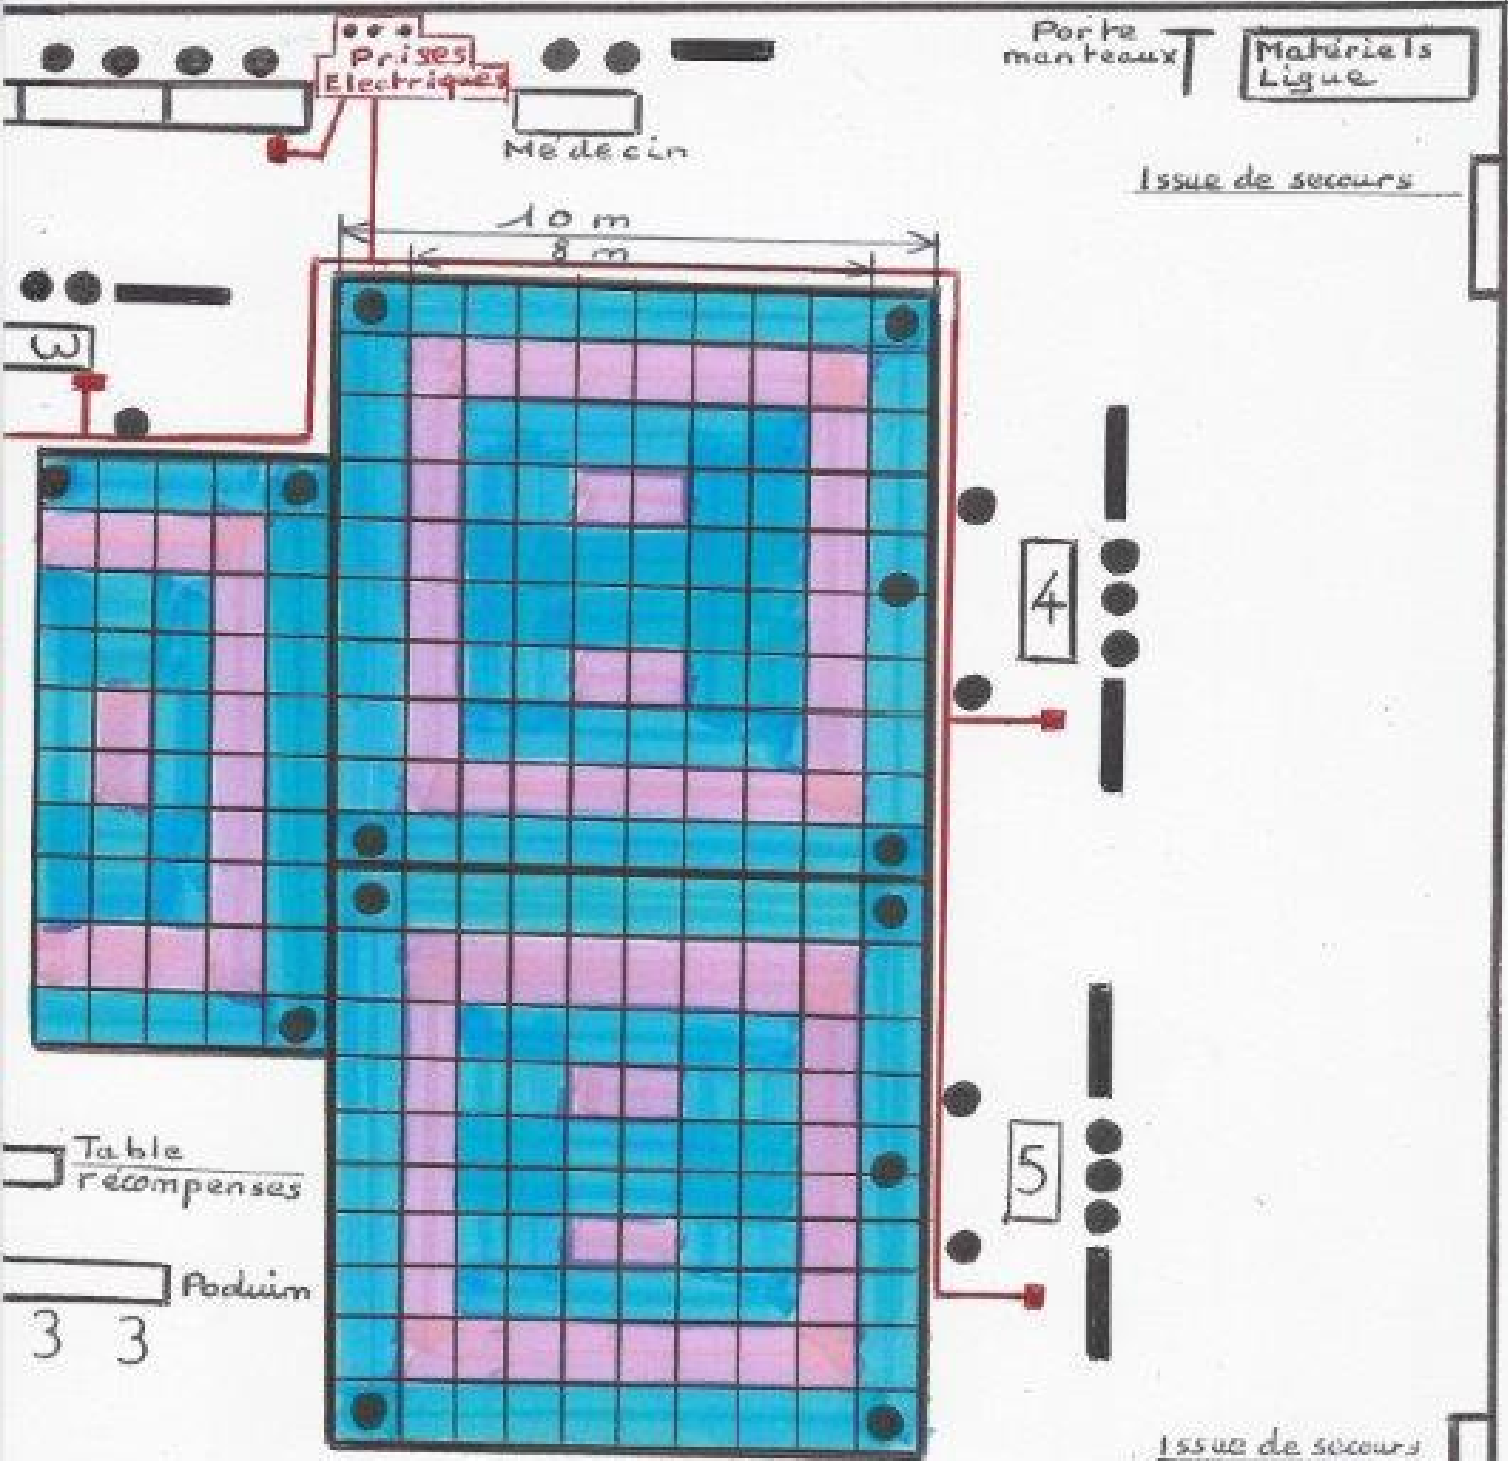 Prises
Electriques
Porte
manteaux
Matériels
Ligue
Médecin
Issue de secours
10 m
8 m
3
4
Table
récompenses
5
Poduim
3 3
Issue de secours